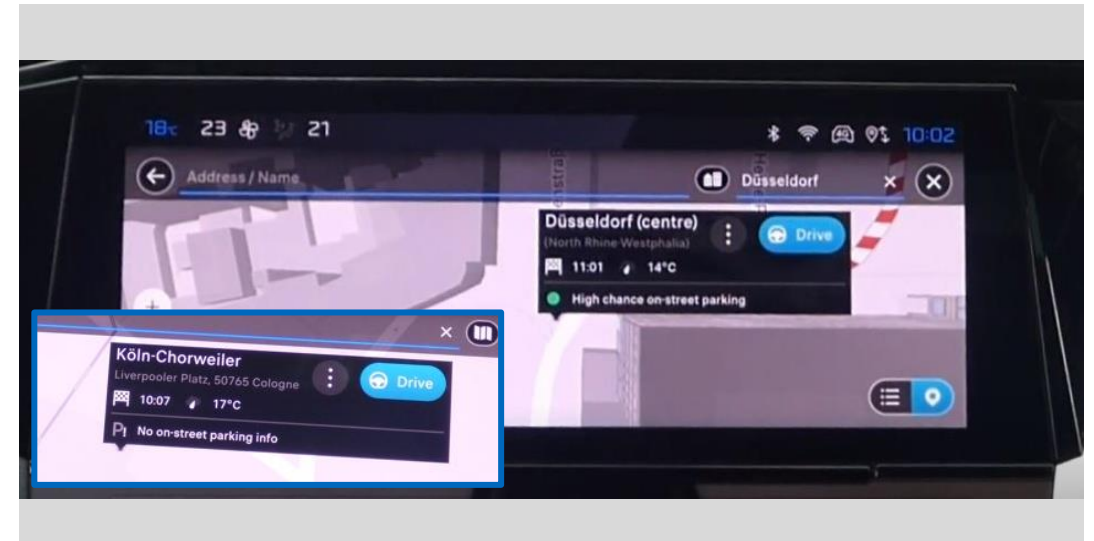 18c 23 21 10:02
Address / Name
Düsseldorf
Düsseldorf (centre)
(North Rhine-Westphalia)
Drive
11:01 14°C
High chance on-street parking
Köln-Chorweiler
Liverpooler Platz, 50765 Cologne
Drive
10:07 17°C
P! No on-street parking info